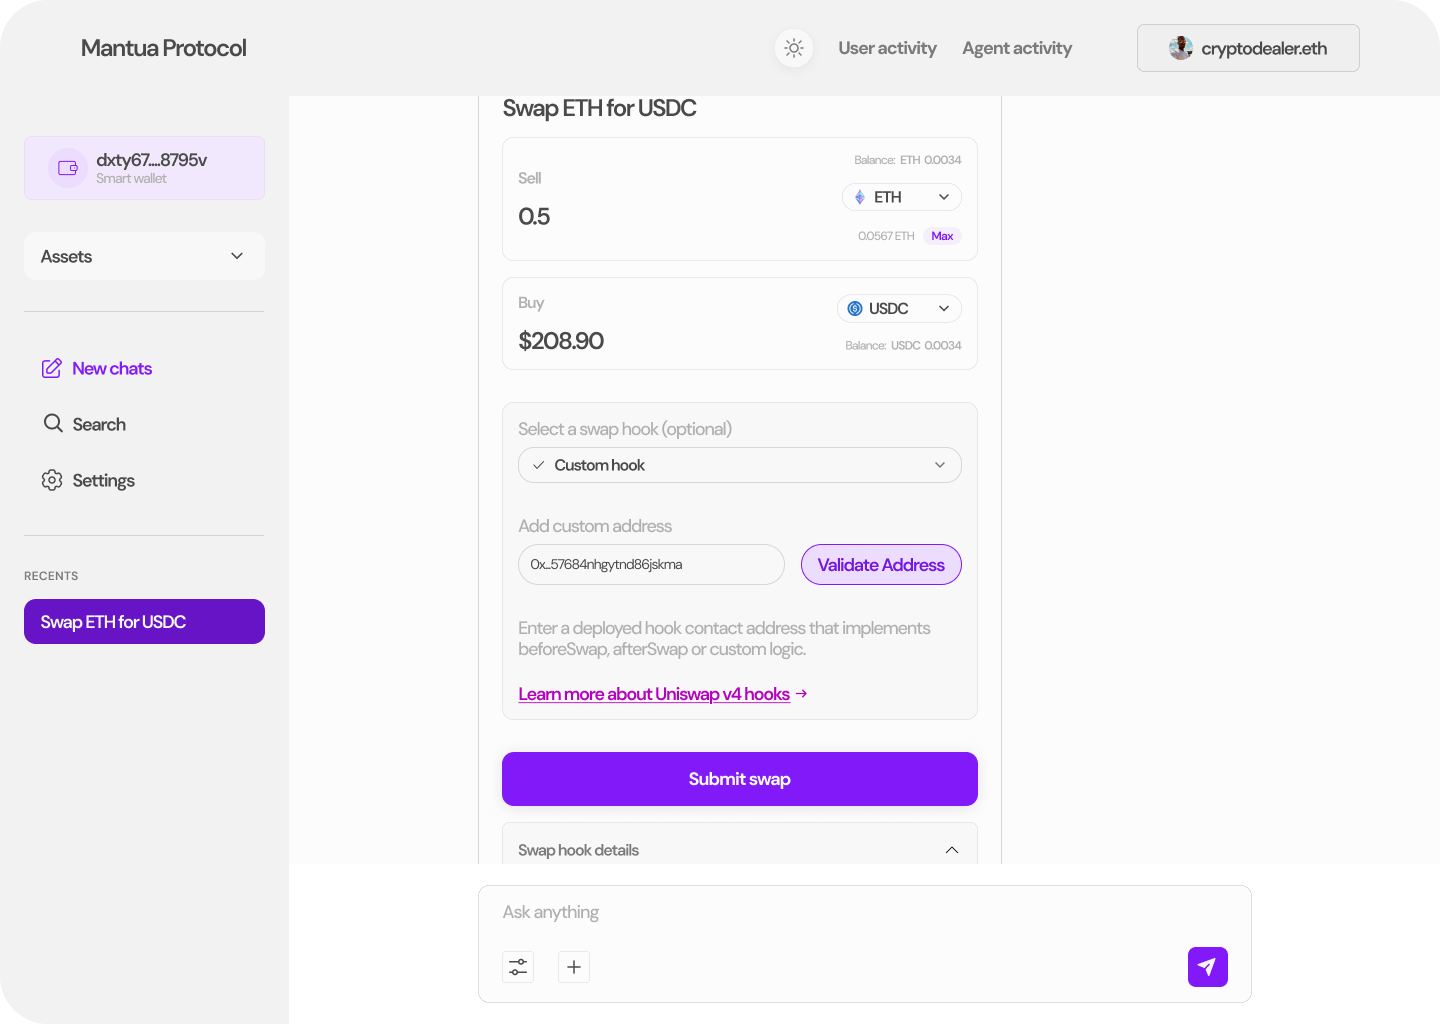 Mantua Protocol
User activity
Agent activity
cryptodealer.eth
dxty67....8795v
Smart wallet
Assets
New chats
Search
Settings
RECENTS
Swap ETH for USDC
Swap ETH for USDC
Balance: ETH 0.0034
Sell
ETH
0.5
0.0567 ETH Max
Buy
USDC
$208.90
Balance: USDC 0.0034
Select a swap hook (optional)
Custom hook
Add custom address
0x...57684nhgytnd86jskma
Validate Address
Enter a deployed hook contact address that implements
beforeSwap, afterSwap or custom logic.
Learn more about Uniswap v4 hooks →
Submit swap
Swap hook details
Ask anything